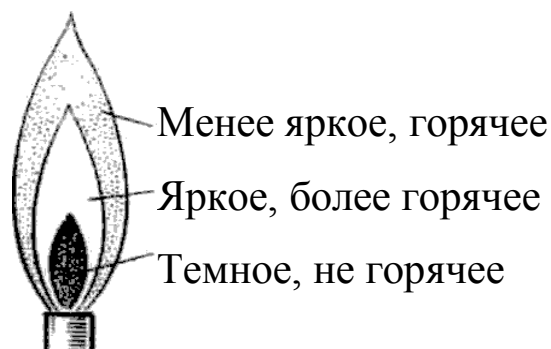 Менее яркое, горячее
Яркое, более горячее
Темное, не горячее